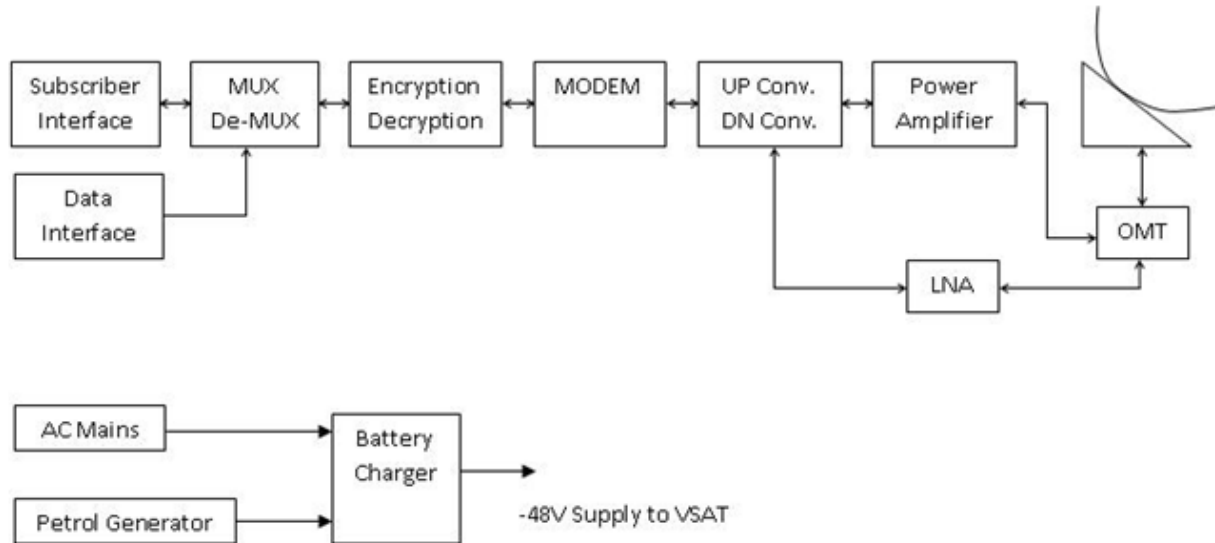 Subscriber
Interface
MUX
De-MUX
Encryption
Decryption
MODEM
UP Conv.
DN Conv.
Power
Amplifier
Data
Interface
OMT
LNA
AC Mains
Battery
Charger
Petrol Generator
-48V Supply to VSAT